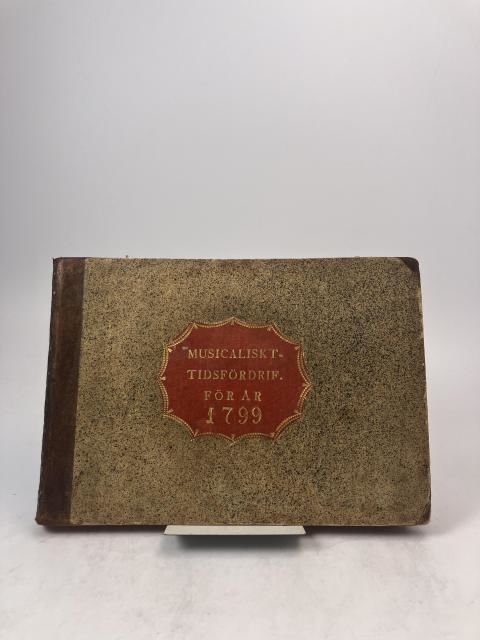 MUSICALISKT-
TIDSFÖRDRIF.
FÖR ÅR
1799